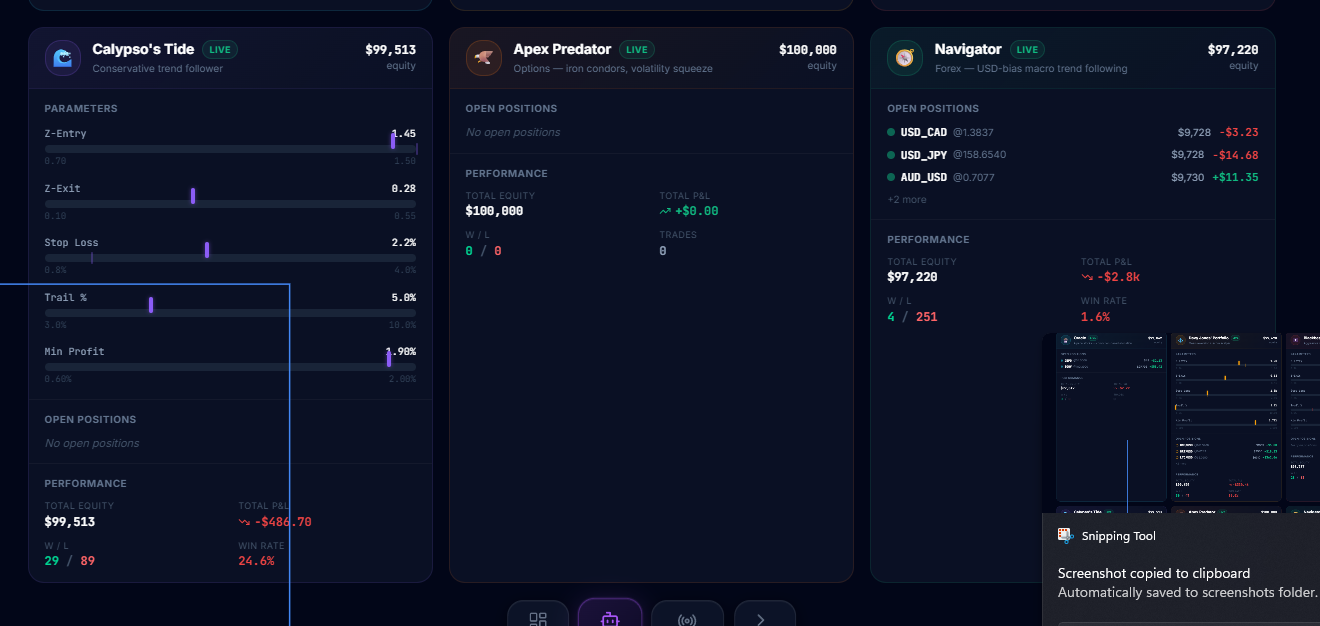 Calypso's Tide LIVE $99,513
Conservative trend follower equity
PARAMETERS
Z-Entry 1.45
0.70 1.50
Z-Exit 0.28
0.10 0.55
Stop Loss 2.2%
0.8% 4.0%
Trail % 5.0%
3.0% 10.0%
Min Profit 1.90%
0.60% 2.00%
OPEN POSITIONS
No open positions
PERFORMANCE
TOTAL EQUITY TOTAL P&L
$99,513 -$486.70
W / L WIN RATE
29 / 89 24.6%
Apex Predator LIVE $100,000
Options — iron condors, volatility squeeze equity
OPEN POSITIONS
No open positions
PERFORMANCE
TOTAL EQUITY TOTAL P&L
$100,000 +$0.00
W / L TRADES
0 / 0 0
Navigator LIVE $97,220
Forex — USD-bias macro trend following equity
OPEN POSITIONS
USD_CAD @1.3837 $9,728 -$3.23
USD_JPY @158.6540 $9,728 -$14.68
AUD_USD @0.7077 $9,730 +$11.35
+2 more
PERFORMANCE
TOTAL EQUITY TOTAL P&L
$97,220 -$2.8k
W / L WIN RATE
4 / 251 1.6%
Snipping Tool
Screenshot copied to clipboard
Automatically saved to screenshots folder.